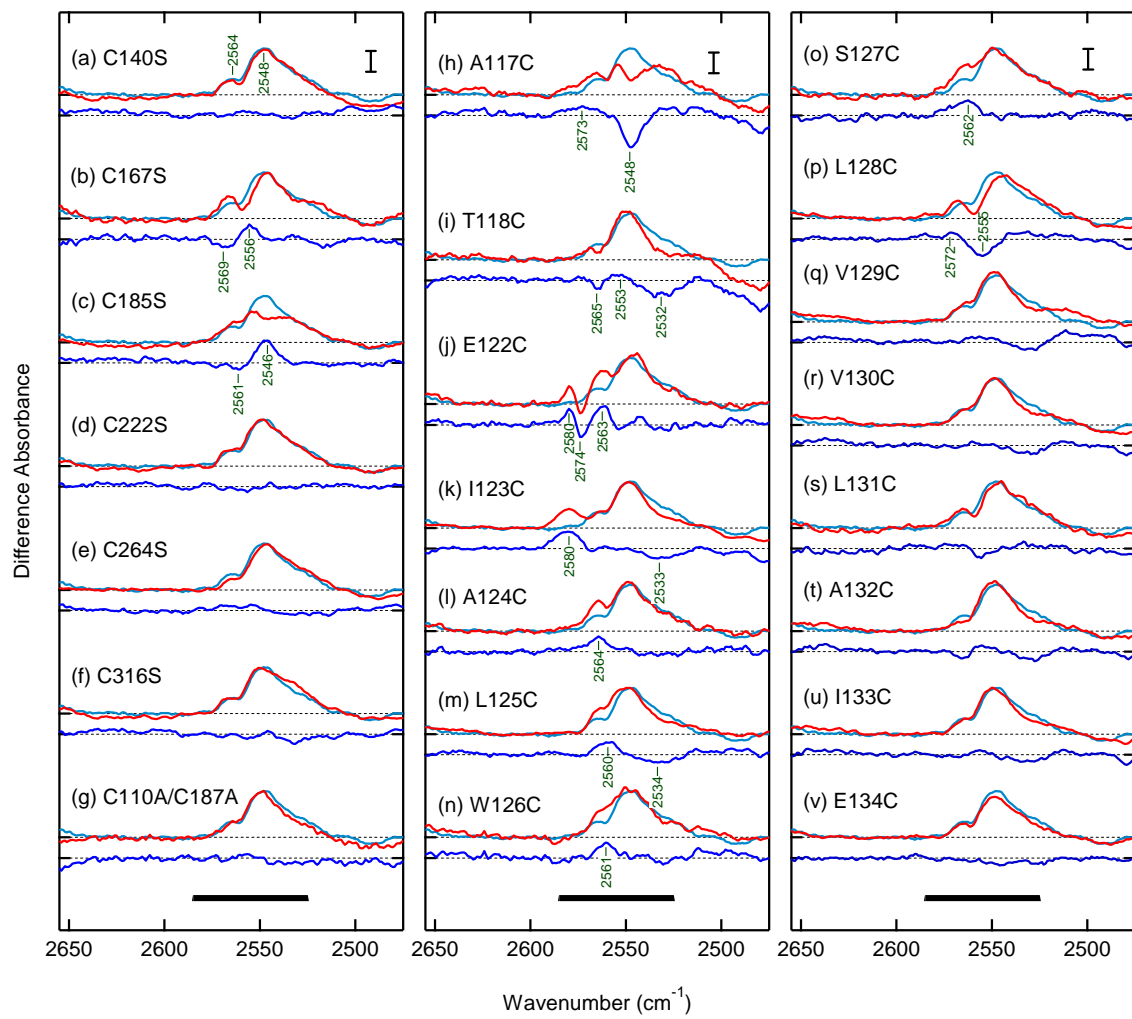 Difference Absorbance
(a) C140S
2564
2548
(b) C167S
2569
2556
(c) C185S
2561
2546
(d) C222S
(e) C264S
(f) C316S
(g) C110A/C187A
2650
2600
2550
2500
(h) A117C
2573
2548
(i) T118C
2565
2553
2532
(j) E122C
2580
2574
2563
(k) I123C
2580
2533
(l) A124C
2564
(m) L125C
2560
2534
(n) W126C
2561
2650
2600
2550
2500
(o) S127C
2562
(p) L128C
2572
2555
(q) V129C
(r) V130C
(s) L131C
(t) A132C
(u) I133C
(v) E134C
2650
2600
2550
2500
Wavenumber (cm⁻¹)